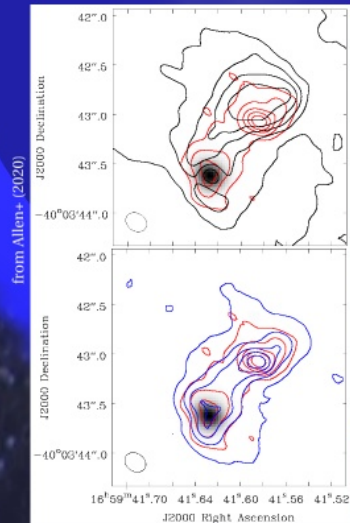 from Allen+ (2020)
42".0
42".5
43".0
43".5
-40°03'44".0
J2000 Declination
42".0
42".5
43".0
43".5
-40°03'44".0
J2000 Declination
16h59m41s.70 41s.64 41s.60 41s.56 41s.52
J2000 Right Ascension